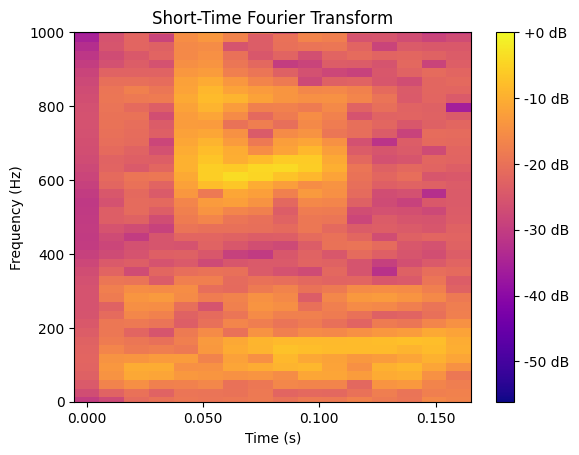 Short-Time Fourier Transform
1000
800
600
400
200
0
Frequency (Hz)
0.000
0.050
0.100
0.150
Time (s)
+0 dB
-10 dB
-20 dB
-30 dB
-40 dB
-50 dB